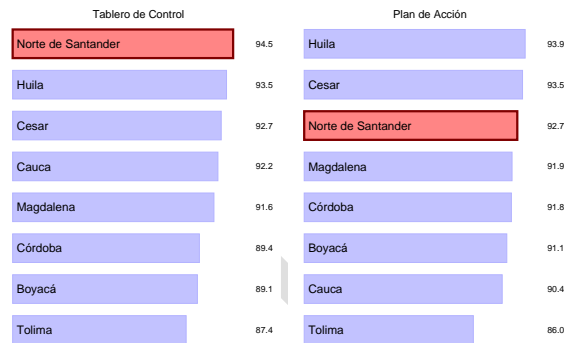 Tablero de Control
Norte de Santander 94.5
Huila 93.5
Cesar 92.7
Cauca 92.2
Magdalena 91.6
Córdoba 89.4
Boyacá 89.1
Tolima 87.4
Plan de Acción
Huila 93.9
Cesar 93.5
Norte de Santander 92.7
Magdalena 91.9
Córdoba 91.8
Boyacá 91.1
Cauca 90.4
Tolima 86.0